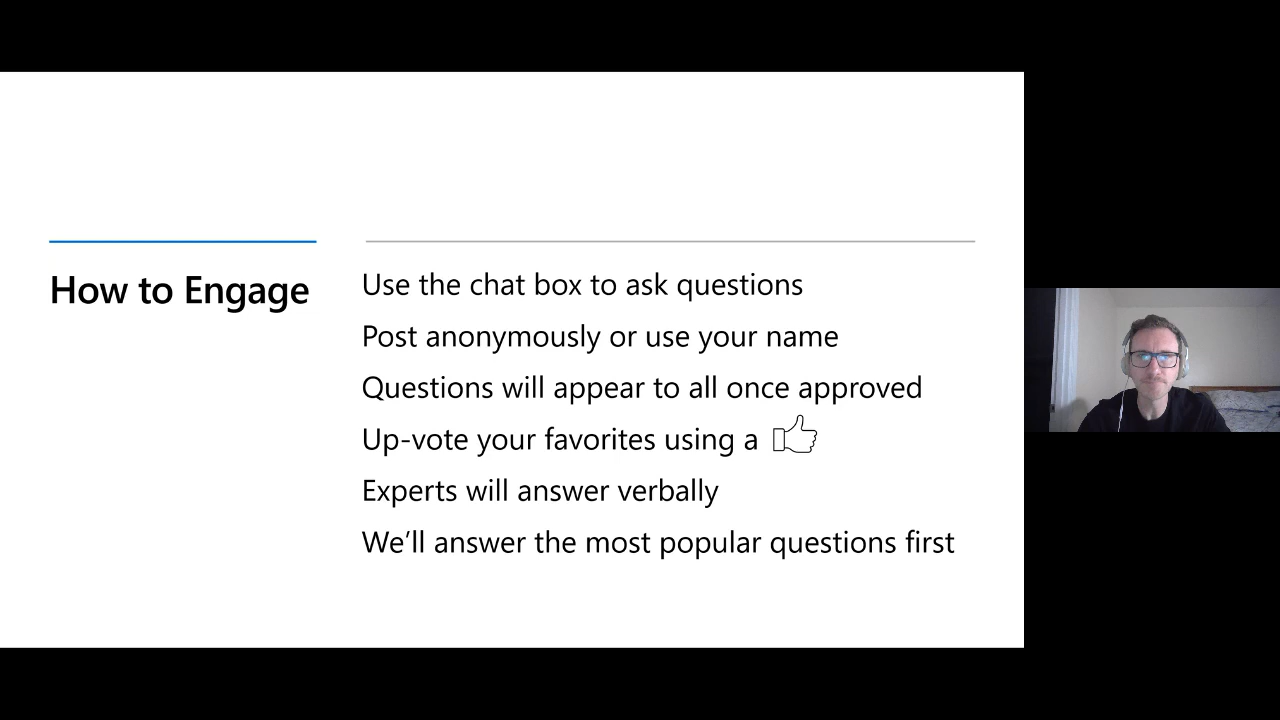 How to Engage
Use the chat box to ask questions
Post anonymously or use your name
Questions will appear to all once approved
Up-vote your favorites using a
Experts will answer verbally
We’ll answer the most popular questions first